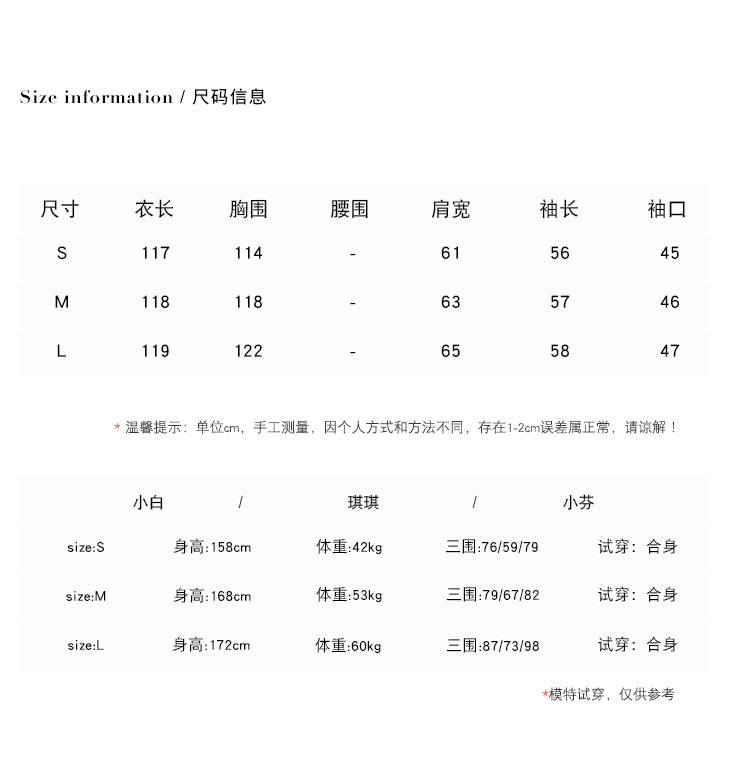 Size information / 尺码信息
尺寸 衣长 胸围 腰围 肩宽 袖长 袖口
S 117 114 - 61 56 45
M 118 118 - 63 57 46
L 119 122 - 65 58 47
* 温馨提示：单位cm，手工测量，因个人方式和方法不同，存在1-2cm误差属正常，请谅解！
小白 / 琪琪 / 小芬
size:S 身高:158cm 体重:42kg 三围:76/59/79 试穿：合身
size:M 身高:168cm 体重:53kg 三围:79/67/82 试穿：合身
size:L 身高:172cm 体重:60kg 三围:87/73/98 试穿：合身
*模特试穿，仅供参考